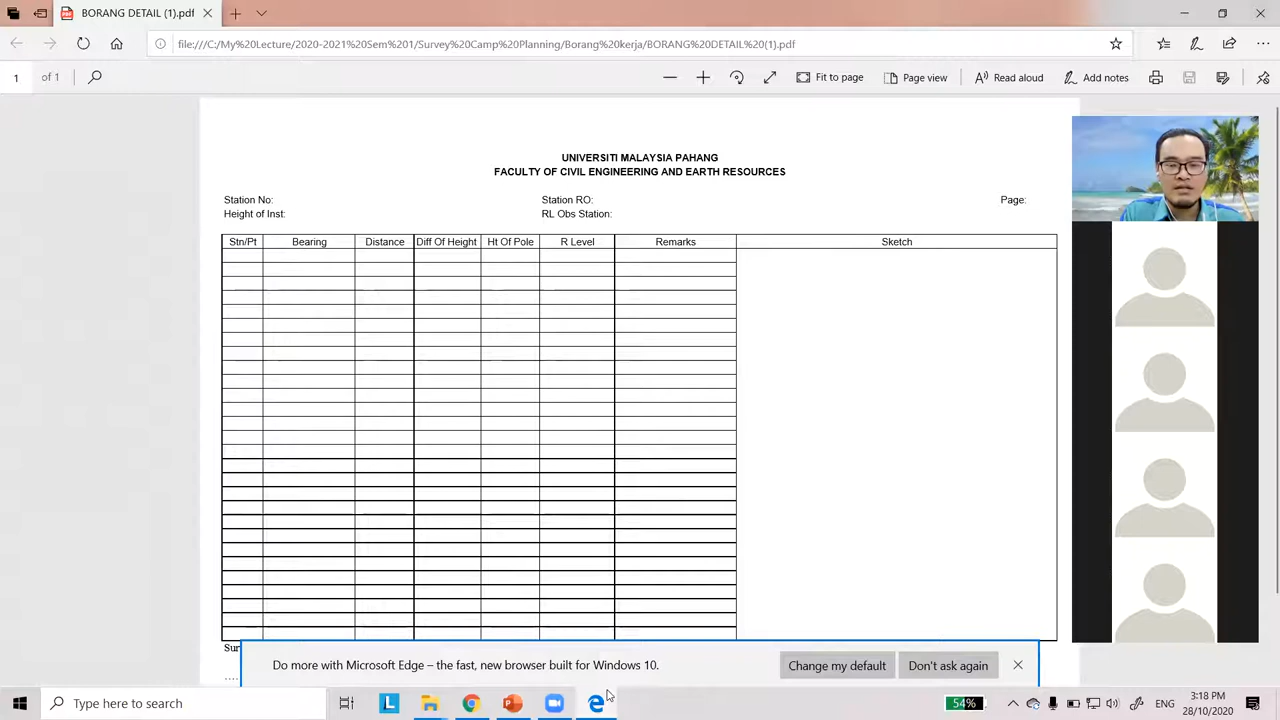 BORANG DETAIL (1).pdf
file:///C:/My%20Lecture/2020-2021%20Sem%201/Survey%20Camp%20Planning/Borang%20kerja/BORANG%20DETAIL%20(1).pdf
1 of 1 Fit to page Page view Read aloud Add notes
UNIVERSITI MALAYSIA PAHANG
FACULTY OF CIVIL ENGINEERING AND EARTH RESOURCES
Station No: Station RO: Page:
Height of Inst: RL Obs Station:
Stn/Pt Bearing Distance Diff Of Height Ht Of Pole R Level Remarks Sketch
Do more with Microsoft Edge – the fast, new browser built for Windows 10. Change my default Don't ask again
Type here to search
54% ENG 3:18 PM
28/10/2020